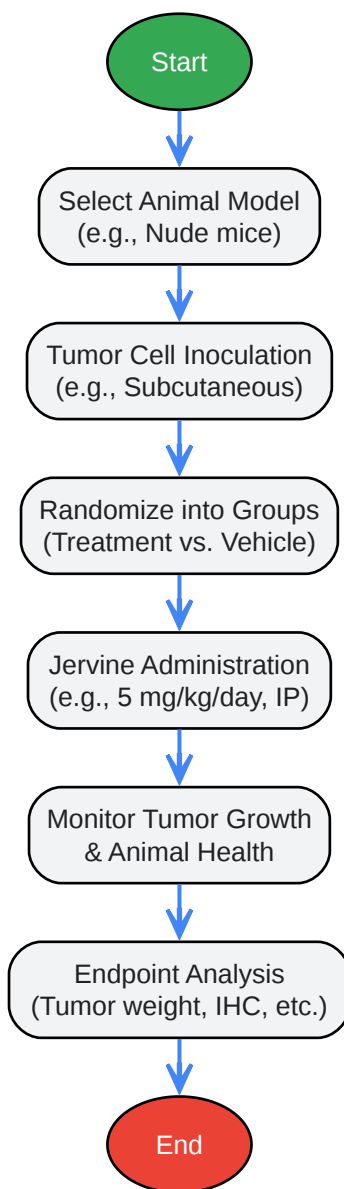 Start
Select Animal Model
(e.g., Nude mice)
Tumor Cell Inoculation
(e.g., Subcutaneous)
Randomize into Groups
(Treatment vs. Vehicle)
Jervine Administration
(e.g., 5 mg/kg/day, IP)
Monitor Tumor Growth
& Animal Health
Endpoint Analysis
(Tumor weight, IHC, etc.)
End